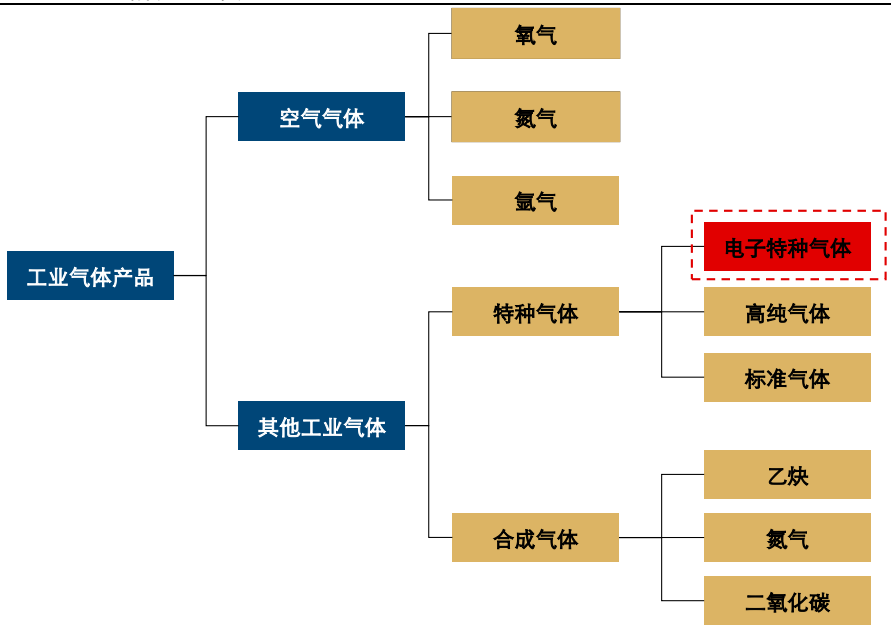 氧气
空气气体
氮气
氩气
工业气体产品
电子特种气体
特种气体
高纯气体
标准气体
其他工业气体
乙炔
合成气体
氮气
二氧化碳